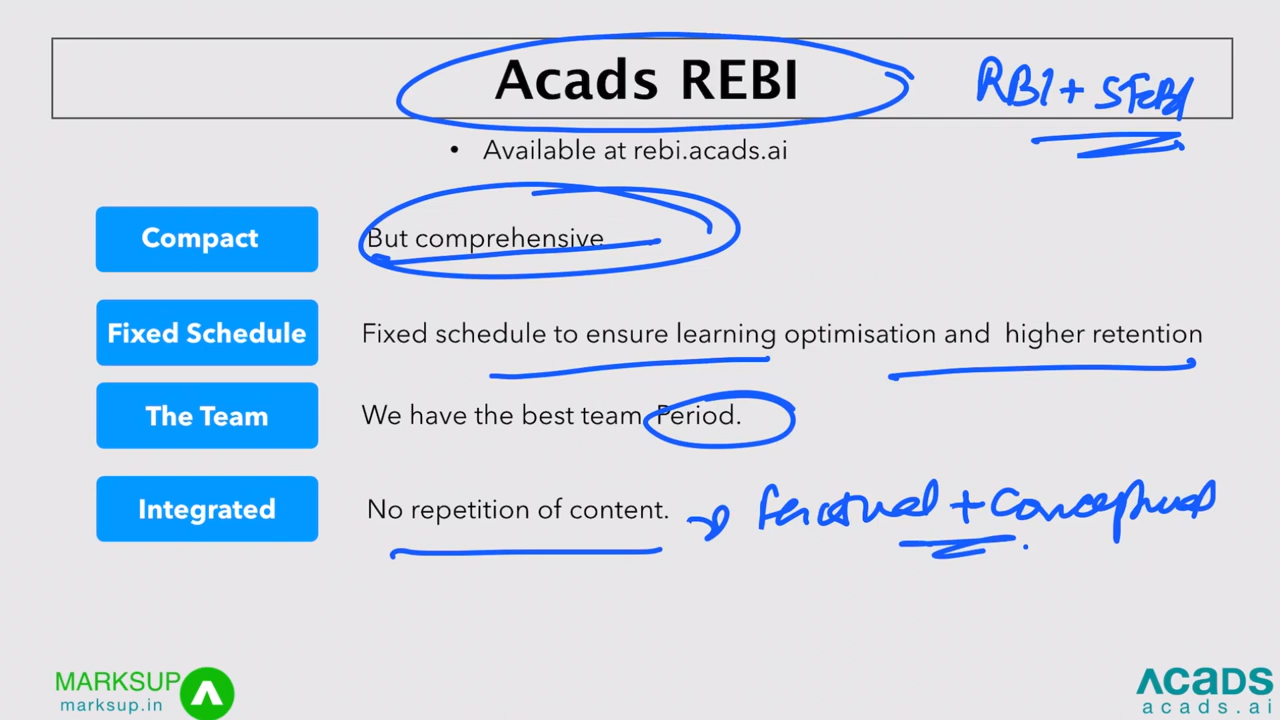 Acads REBI
RBI + SEBI
• Available at rebi.acads.ai
Compact
But comprehensive
Fixed Schedule
Fixed schedule to ensure learning optimisation and higher retention
The Team
We have the best team. Period.
Integrated
No repetition of content. → factual + Conceptual
MARKSUP
marksup.in
ACADS
acads.ai